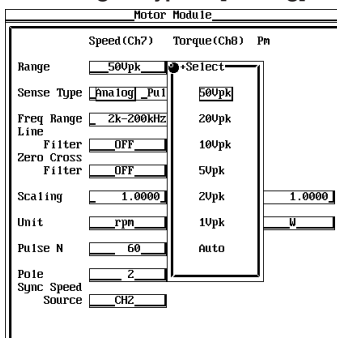 Motor Module
Speed(Ch7) Torque(Ch8) Pm
Range 50Vpk
Sense Type Analog Pul
Freq Range 2k-200kHz
Line
Filter OFF
Zero Cross
Filter OFF
Scaling 1.0000 1.0000
Unit rpm W
Pulse N 60
Pole 2
Sync Speed
Source CH2
Select
50Vpk
20Vpk
10Vpk
5Vpk
2Vpk
1Vpk
Auto